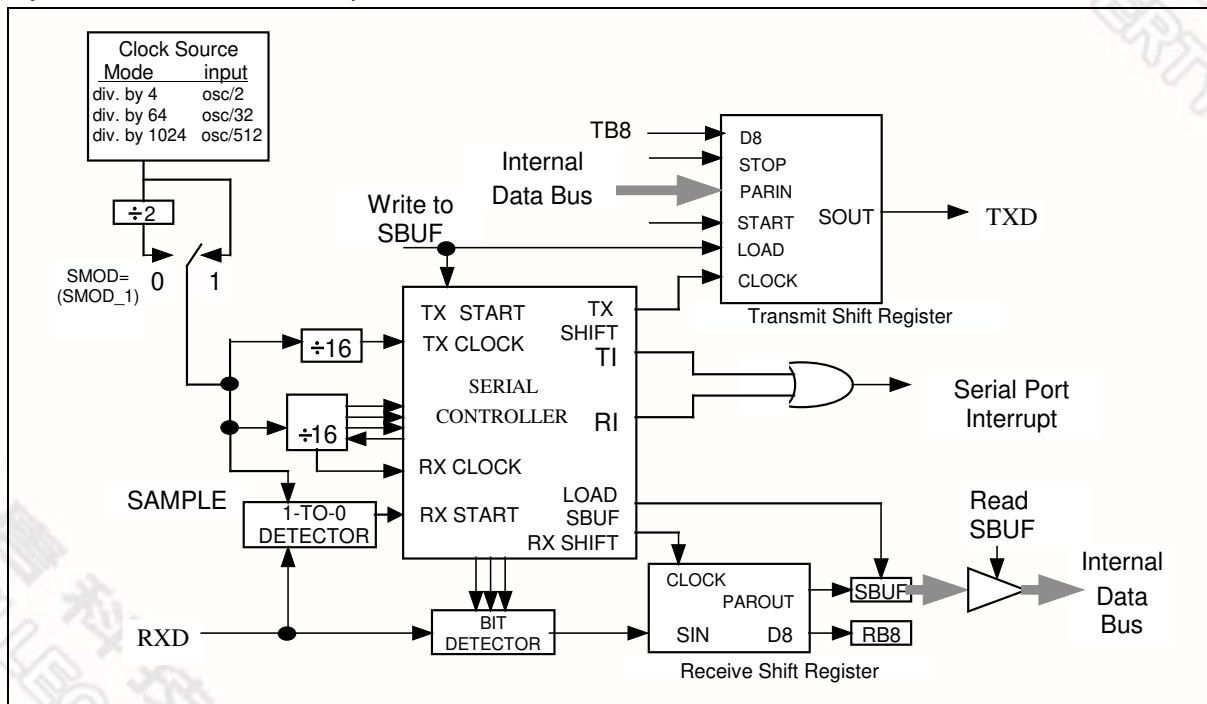 Clock Source
Mode input
div. by 4 osc/2
div. by 64 osc/32
div. by 1024 osc/512
÷2
SMOD=
(SMOD_1)
0
1
Write to
SBUF
TB8
Internal
Data Bus
D8
STOP
PARIN
START
LOAD
CLOCK
SOUT
TXD
Transmit Shift Register
÷16
÷16
TX START
TX CLOCK
SERIAL
CONTROLLER
RX CLOCK
RX START
TX
SHIFT
TI
RI
LOAD
SBUF
RX SHIFT
Serial Port
Interrupt
SAMPLE
1-TO-0
DETECTOR
RXD
BIT
DETECTOR
CLOCK
PAROUT
SIN
D8
Receive Shift Register
SBUF
RB8
Read
SBUF
Internal
Data
Bus